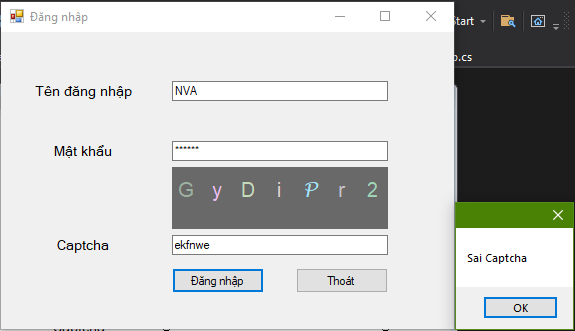 Đăng nhập
Start
o.cs
Tên đăng nhập
NVA
Mật khẩu
******
G y D i P r 2
Captcha
ekfnwe
Đăng nhập
Thoát
Sai Captcha
OK